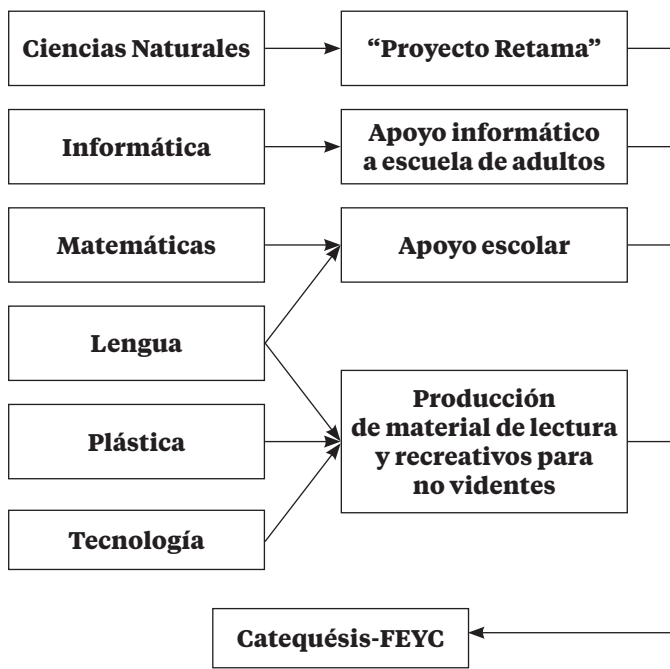 Ciencias Naturales
“Proyecto Retama”
Informática
Apoyo informático
a escuela de adultos
Matemáticas
Apoyo escolar
Lengua
Plástica
Producción
de material de lectura
y recreativos para
no videntes
Tecnología
Catequésis-FEYC